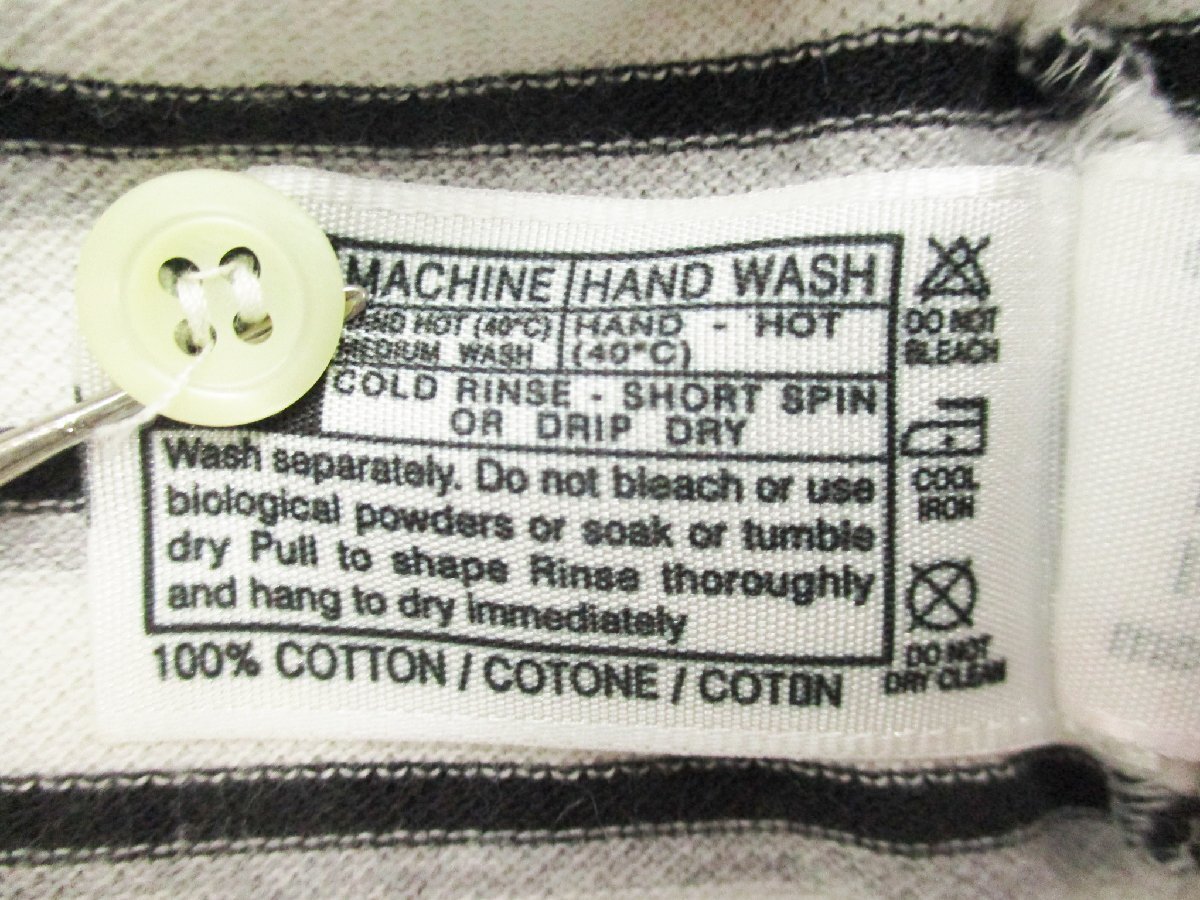 MACHINE HAND WASH
HOT (40°C) HAND - HOT
MEDIUM WASH (40°C)
COLD RINSE - SHORT SPIN
OR DRIP DRY
Wash separately. Do not bleach or use
biological powders or soak or tumble
dry Pull to shape Rinse thoroughly
and hang to dry immediately
100% COTTON / COTONE / COTON
DO NOT
BLEACH
COOL
IRON
DO NOT
DRY CLEAN